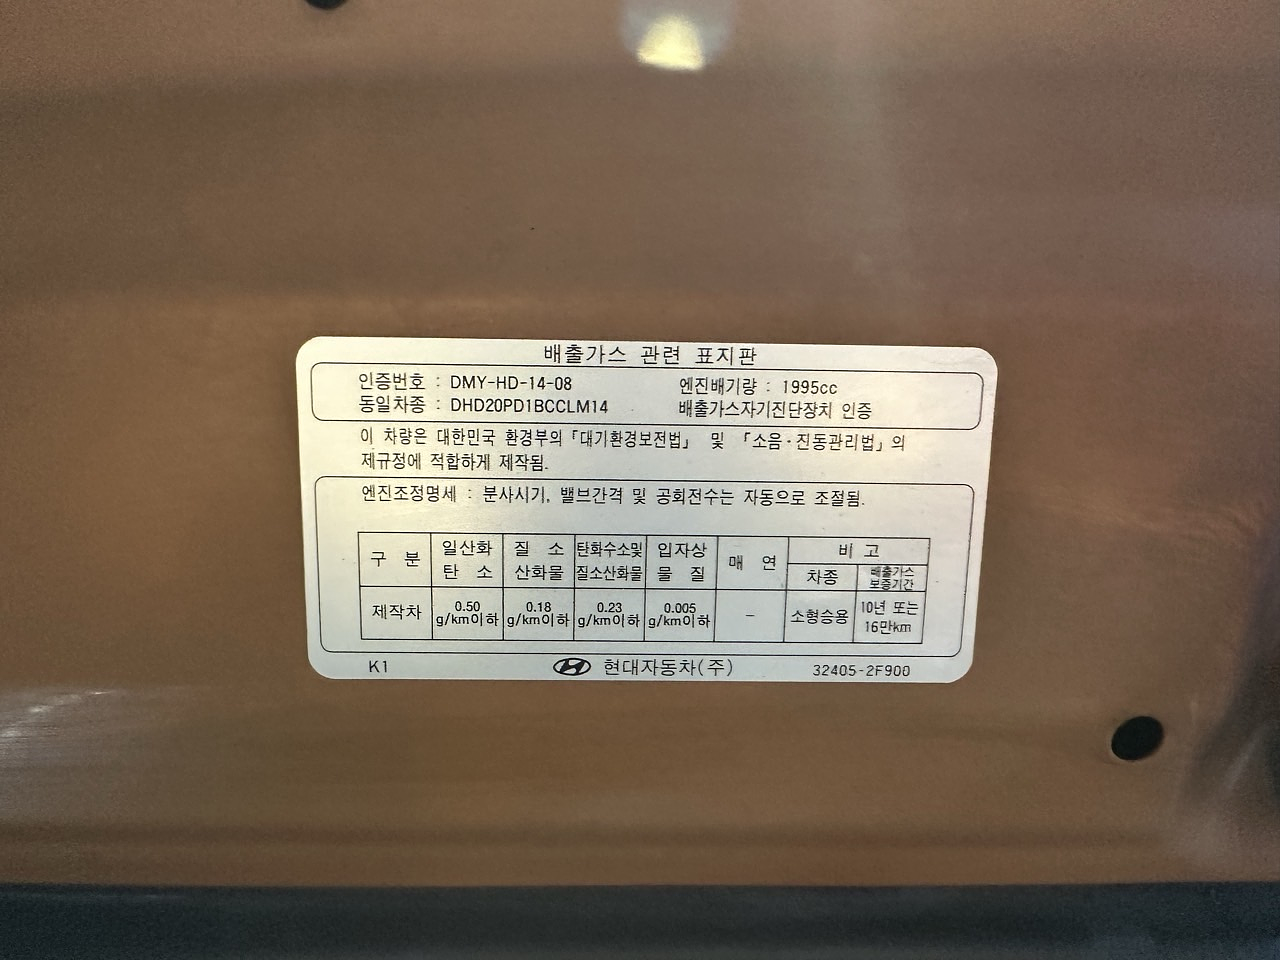 배출가스 관련 표지판
인증번호 : DMY-HD-14-08 엔진배기량 : 1995cc
동일차종 : DHD20PD1BCCLM14 배출가스자기진단장치 인증
이 차량은 대한민국 환경부의 「대기환경보전법」 및 「소음·진동관리법」의
제규정에 적합하게 제작됨.
엔진조정명세 : 분사시기, 밸브간격 및 공회전수는 자동으로 조절됨.
구 분 일산화 탄 소 질 소 산화물 탄화수소및 질소산화물 입자상 물 질 매 연 비 고
차종 배출가스 보증기간
제작차 0.50 g/km이하 0.18 g/km이하 0.23 g/km이하 0.005 g/km이하 – 소형승용 10년 또는 16만km
K1 현대자동차(주) 32405-2F900